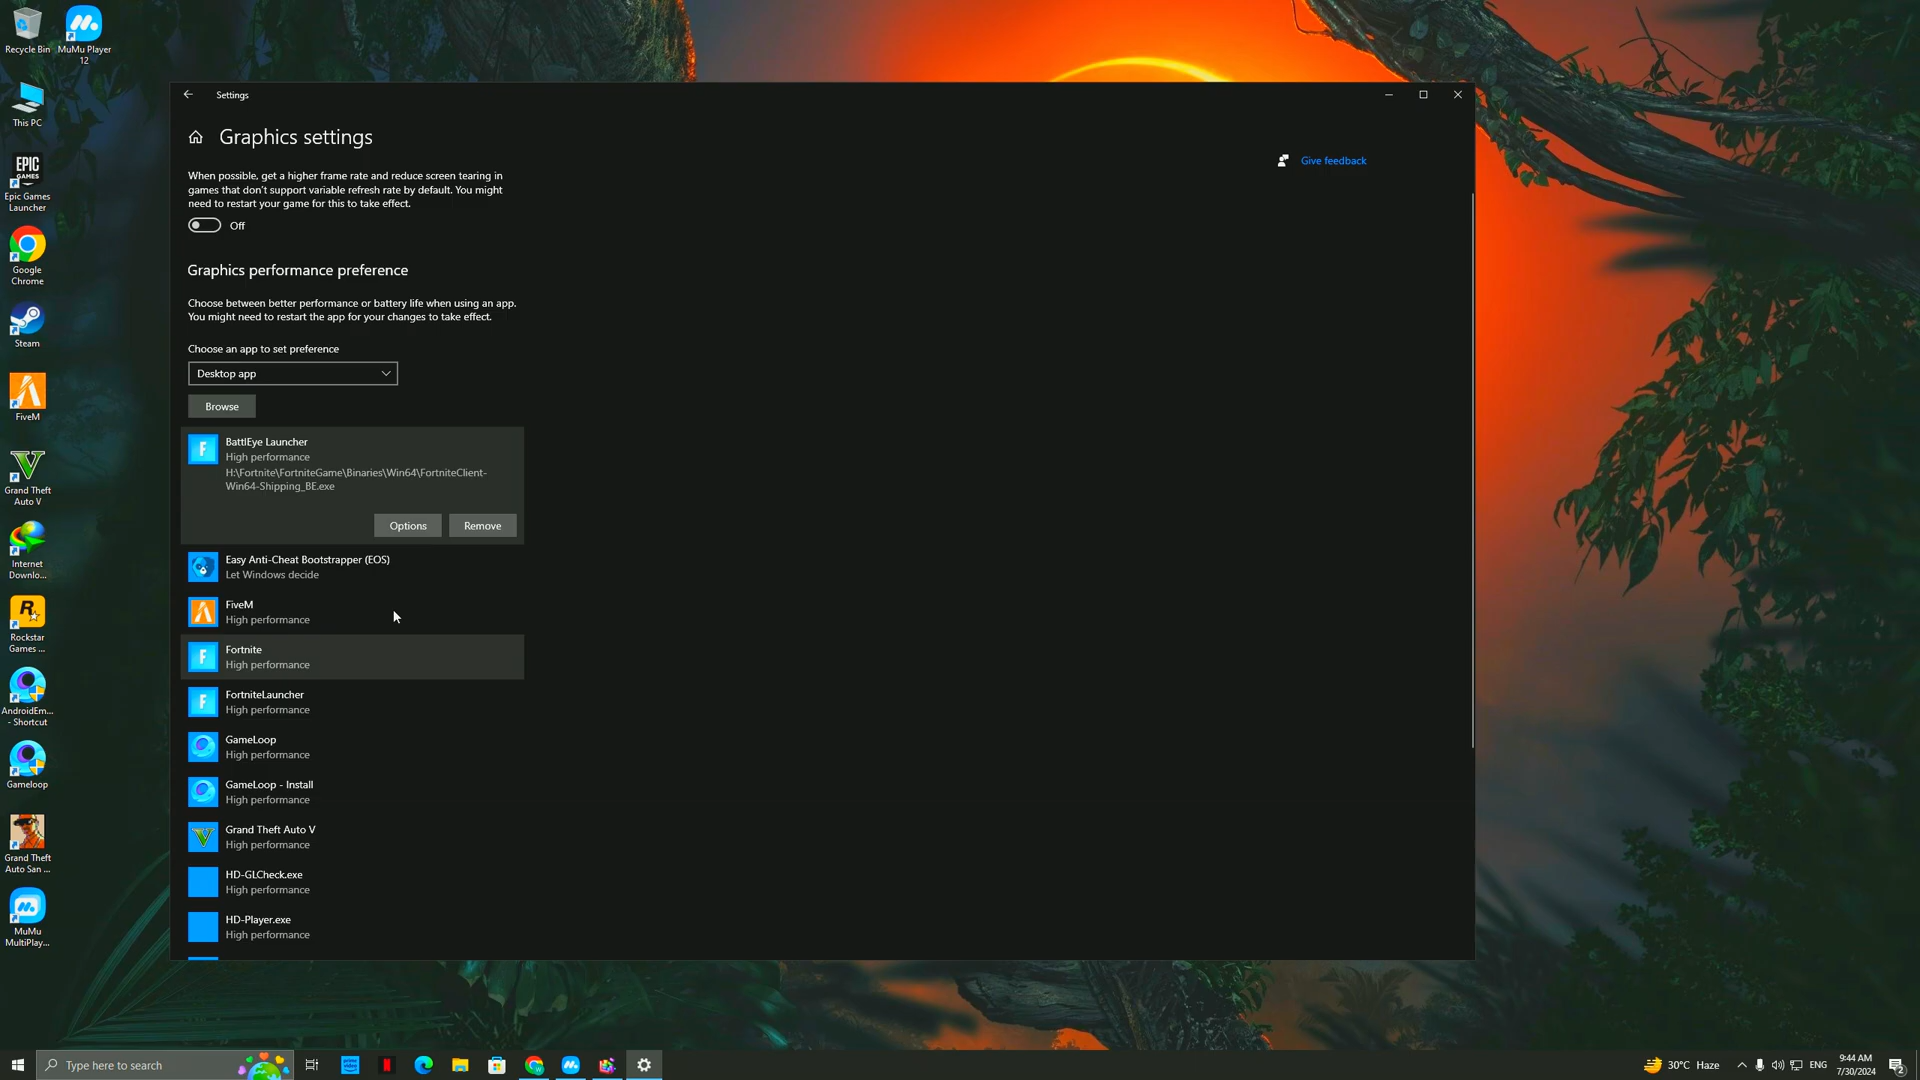 Recycle Bin
MuMu Player
12
This PC
EPIC
GAMES
Epic Games
Launcher
Google
Chrome
Steam
FiveM
Grand Theft
Auto V
Internet
Downlo...
Rockstar
Games ...
AndroidEm...
- Shortcut
Gameloop
Grand Theft
Auto San ...
MuMu
MultiPlay...
Settings
Graphics settings
Give feedback
When possible, get a higher frame rate and reduce screen tearing in
games that don't support variable refresh rate by default. You might
need to restart your game for this to take effect.
Off
Graphics performance preference
Choose between better performance or battery life when using an app.
You might need to restart the app for your changes to take effect.
Choose an app to set preference
Desktop app
Browse
BattlEye Launcher
High performance
H:\Fortnite\FortniteGame\Binaries\Win64\FortniteClient-
Win64-Shipping_BE.exe
Options
Remove
Easy Anti-Cheat Bootstrapper (EOS)
Let Windows decide
FiveM
High performance
Fortnite
High performance
FortniteLauncher
High performance
GameLoop
High performance
GameLoop - Install
High performance
Grand Theft Auto V
High performance
HD-GLCheck.exe
High performance
HD-Player.exe
High performance
Type here to search
30°C Haze
ENG
9:44 AM
7/30/2024
2